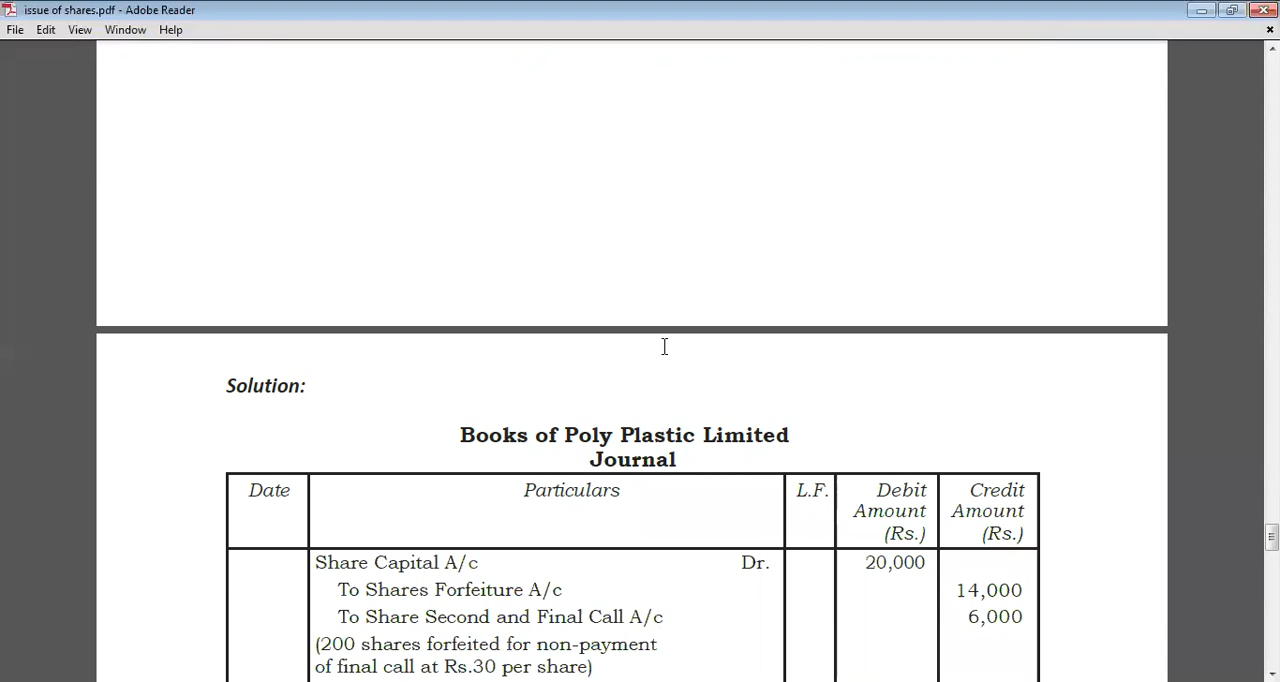 issue of shares.pdf - Adobe Reader
File Edit View Window Help
Solution:
Books of Poly Plastic Limited
Journal
Date Particulars L.F. Debit Credit
Amount Amount
(Rs.) (Rs.)
Share Capital A/c Dr. 20,000
To Shares Forfeiture A/c 14,000
To Share Second and Final Call A/c 6,000
(200 shares forfeited for non-payment
of final call at Rs.30 per share)